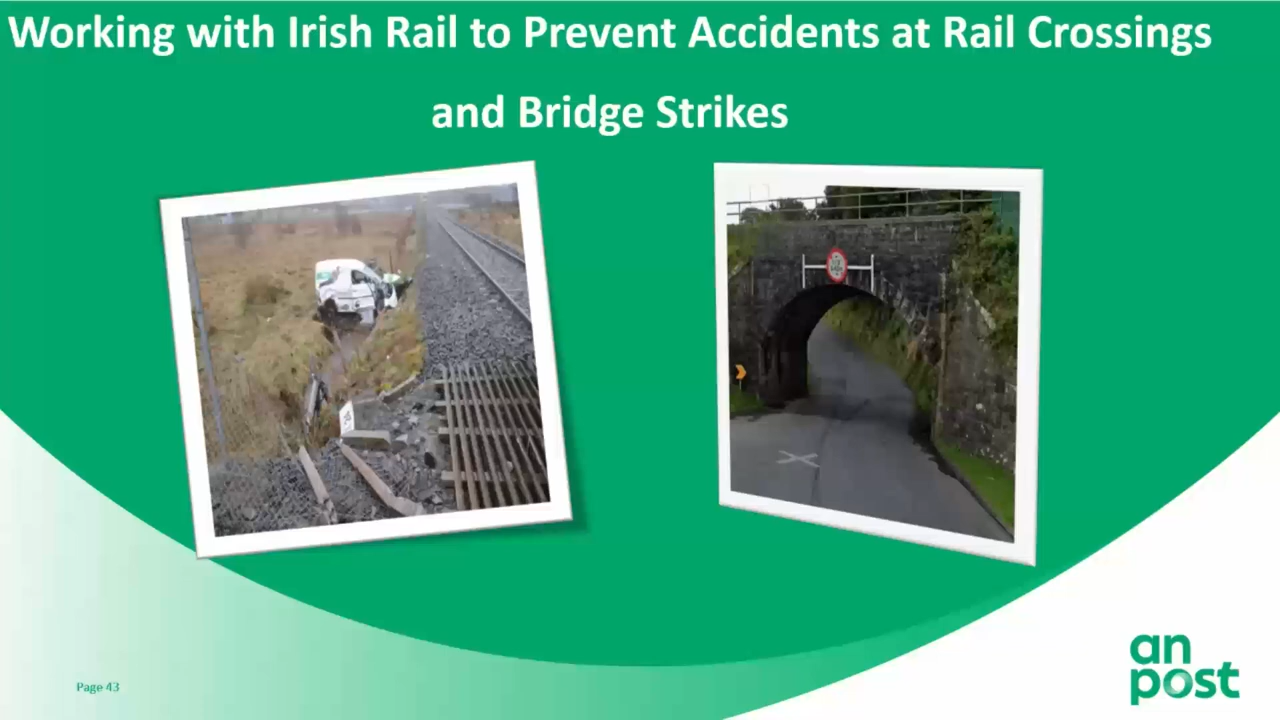 Working with Irish Rail to Prevent Accidents at Rail Crossings
and Bridge Strikes
Page 43
an
post